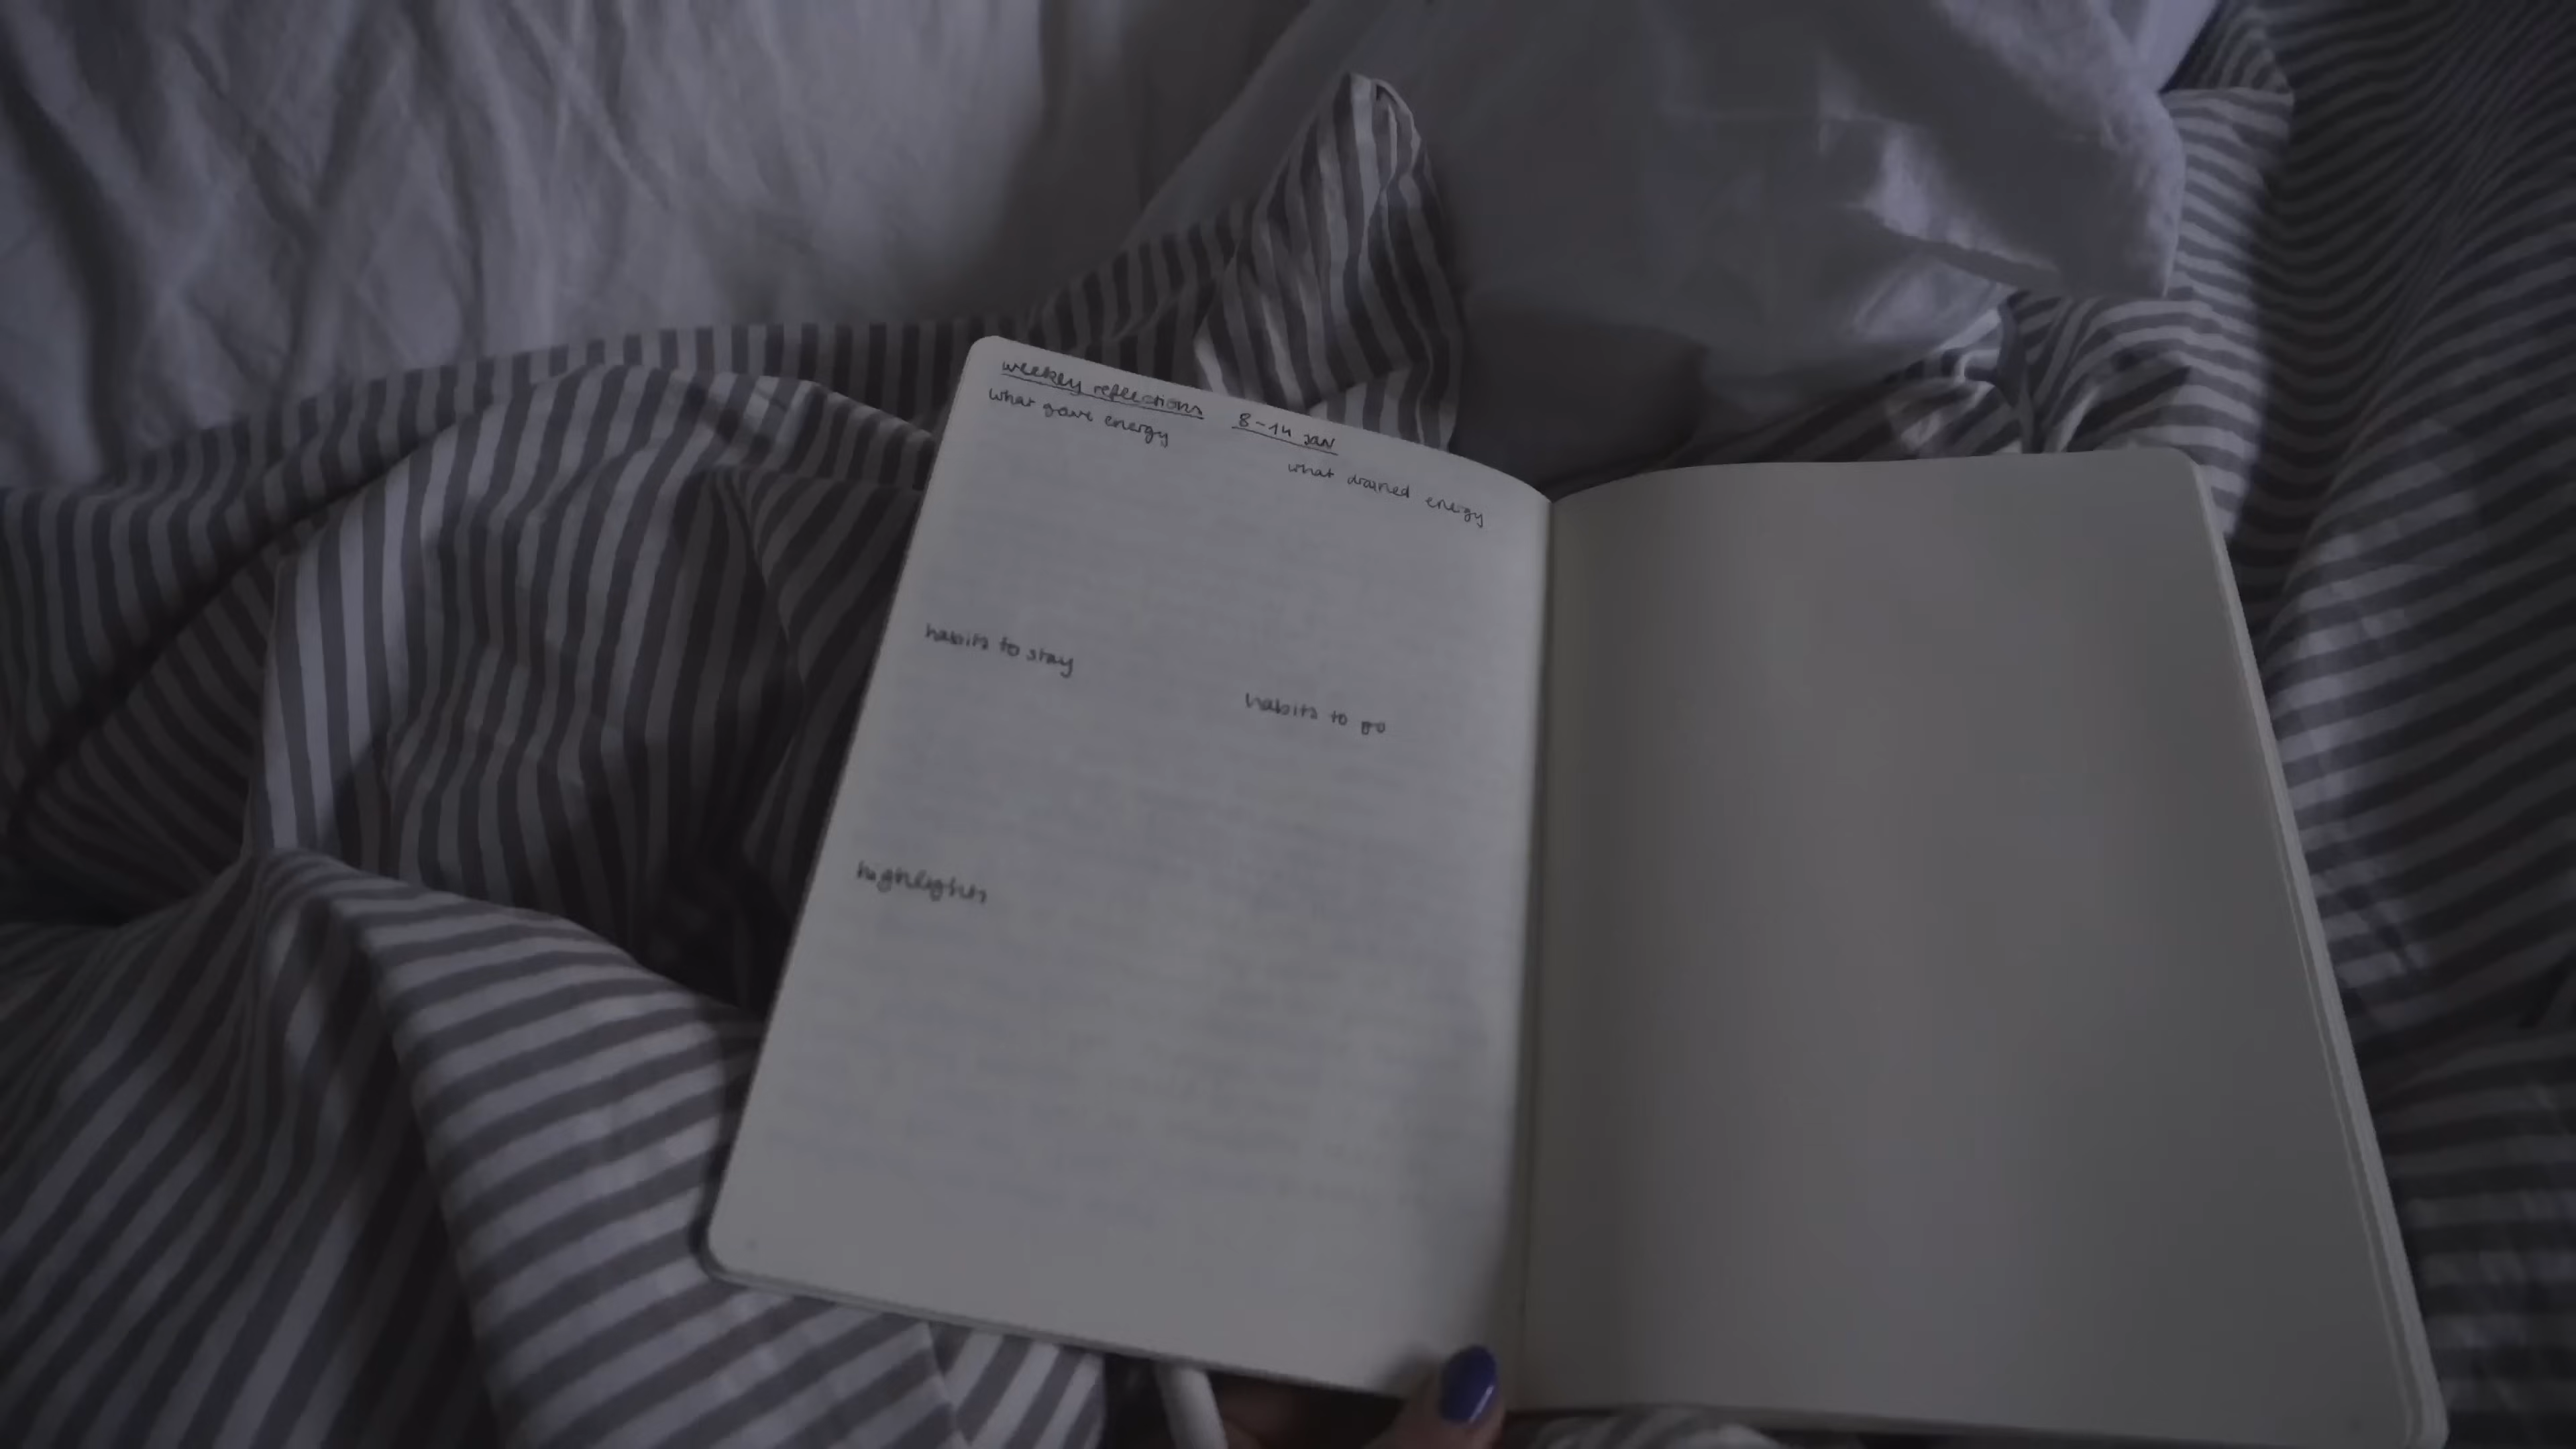 weekly reflections 8-14 jan
what gave energy
what drained energy
habits to stay
habits to go
highlights